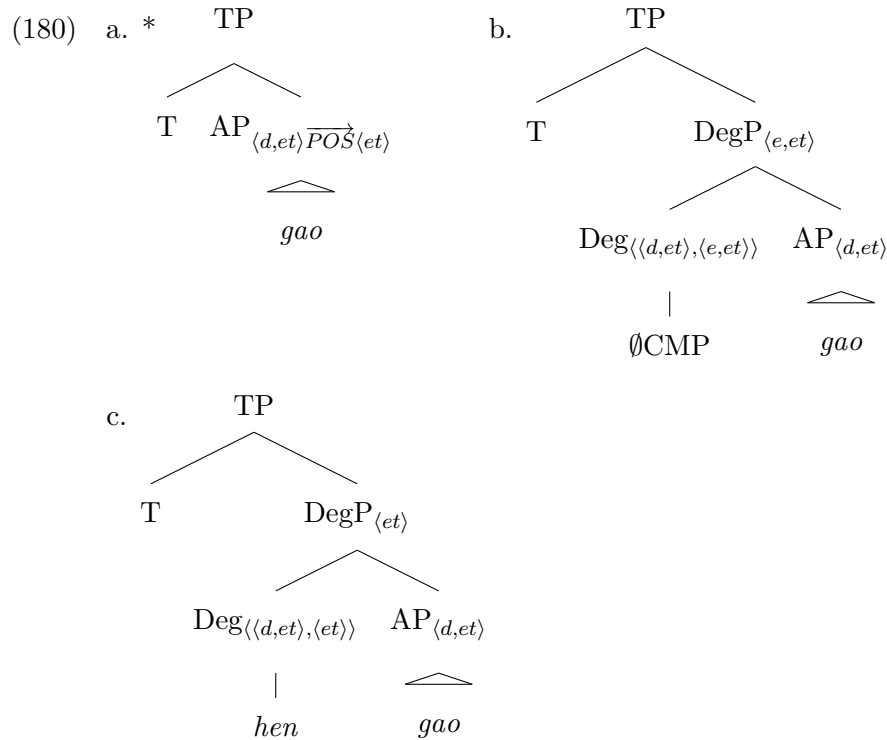 (180) a. * TP b. TP
T AP⟨d,et⟩ POS→ ⟨et⟩ T DegP⟨e,et⟩
gao Deg⟨⟨d,et⟩,⟨e,et⟩⟩ AP⟨d,et⟩
∅CMP gao
c. TP
T DegP⟨et⟩
Deg⟨⟨d,et⟩,⟨et⟩⟩ AP⟨d,et⟩
hen gao